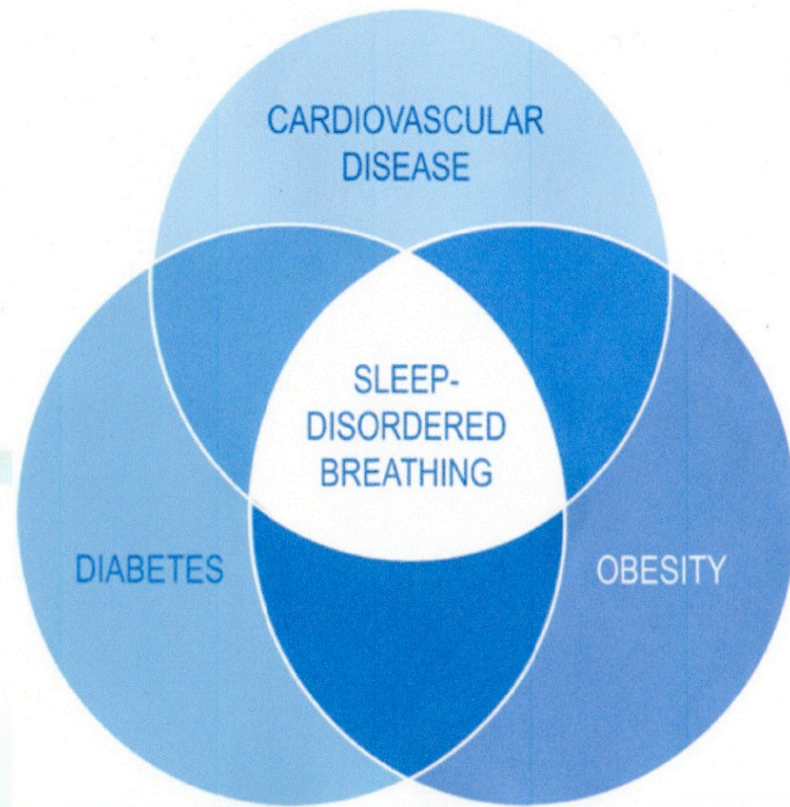 CARDIOVASCULAR
DISEASE
SLEEP-
DISORDERED
BREATHING
DIABETES
OBESITY